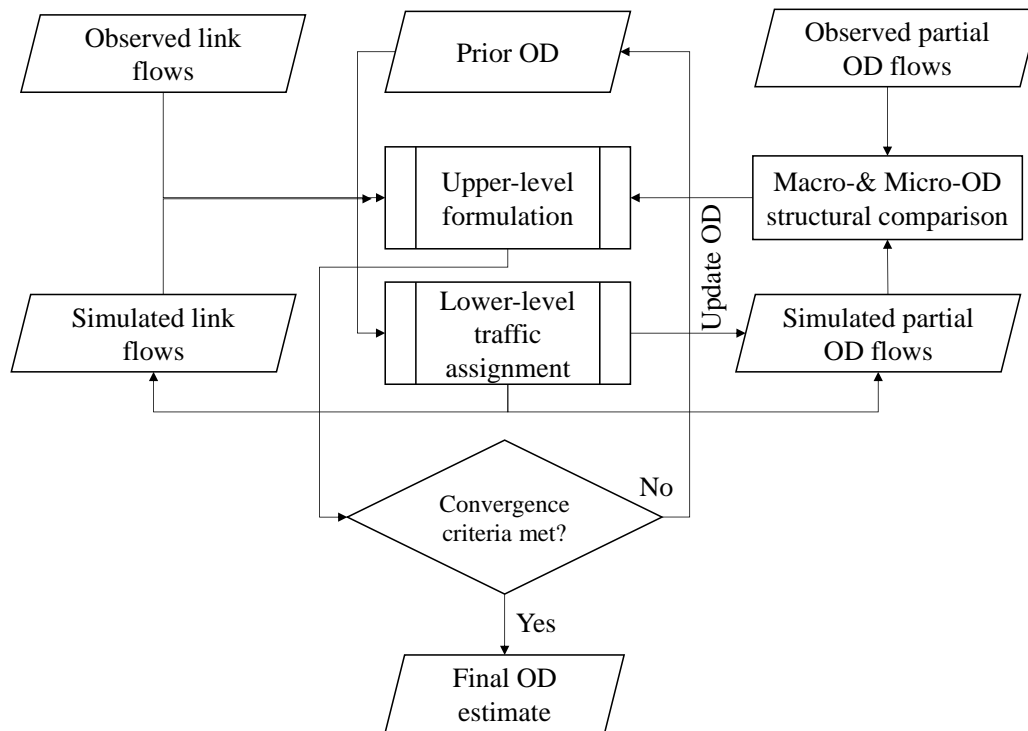 Observed link
flows
Prior OD
Observed partial
OD flows
Upper-level
formulation
Macro-& Micro-OD
structural comparison
Update OD
Simulated link
flows
Lower-level
traffic
assignment
Simulated partial
OD flows
Convergence
criteria met?
No
Yes
Final OD
estimate